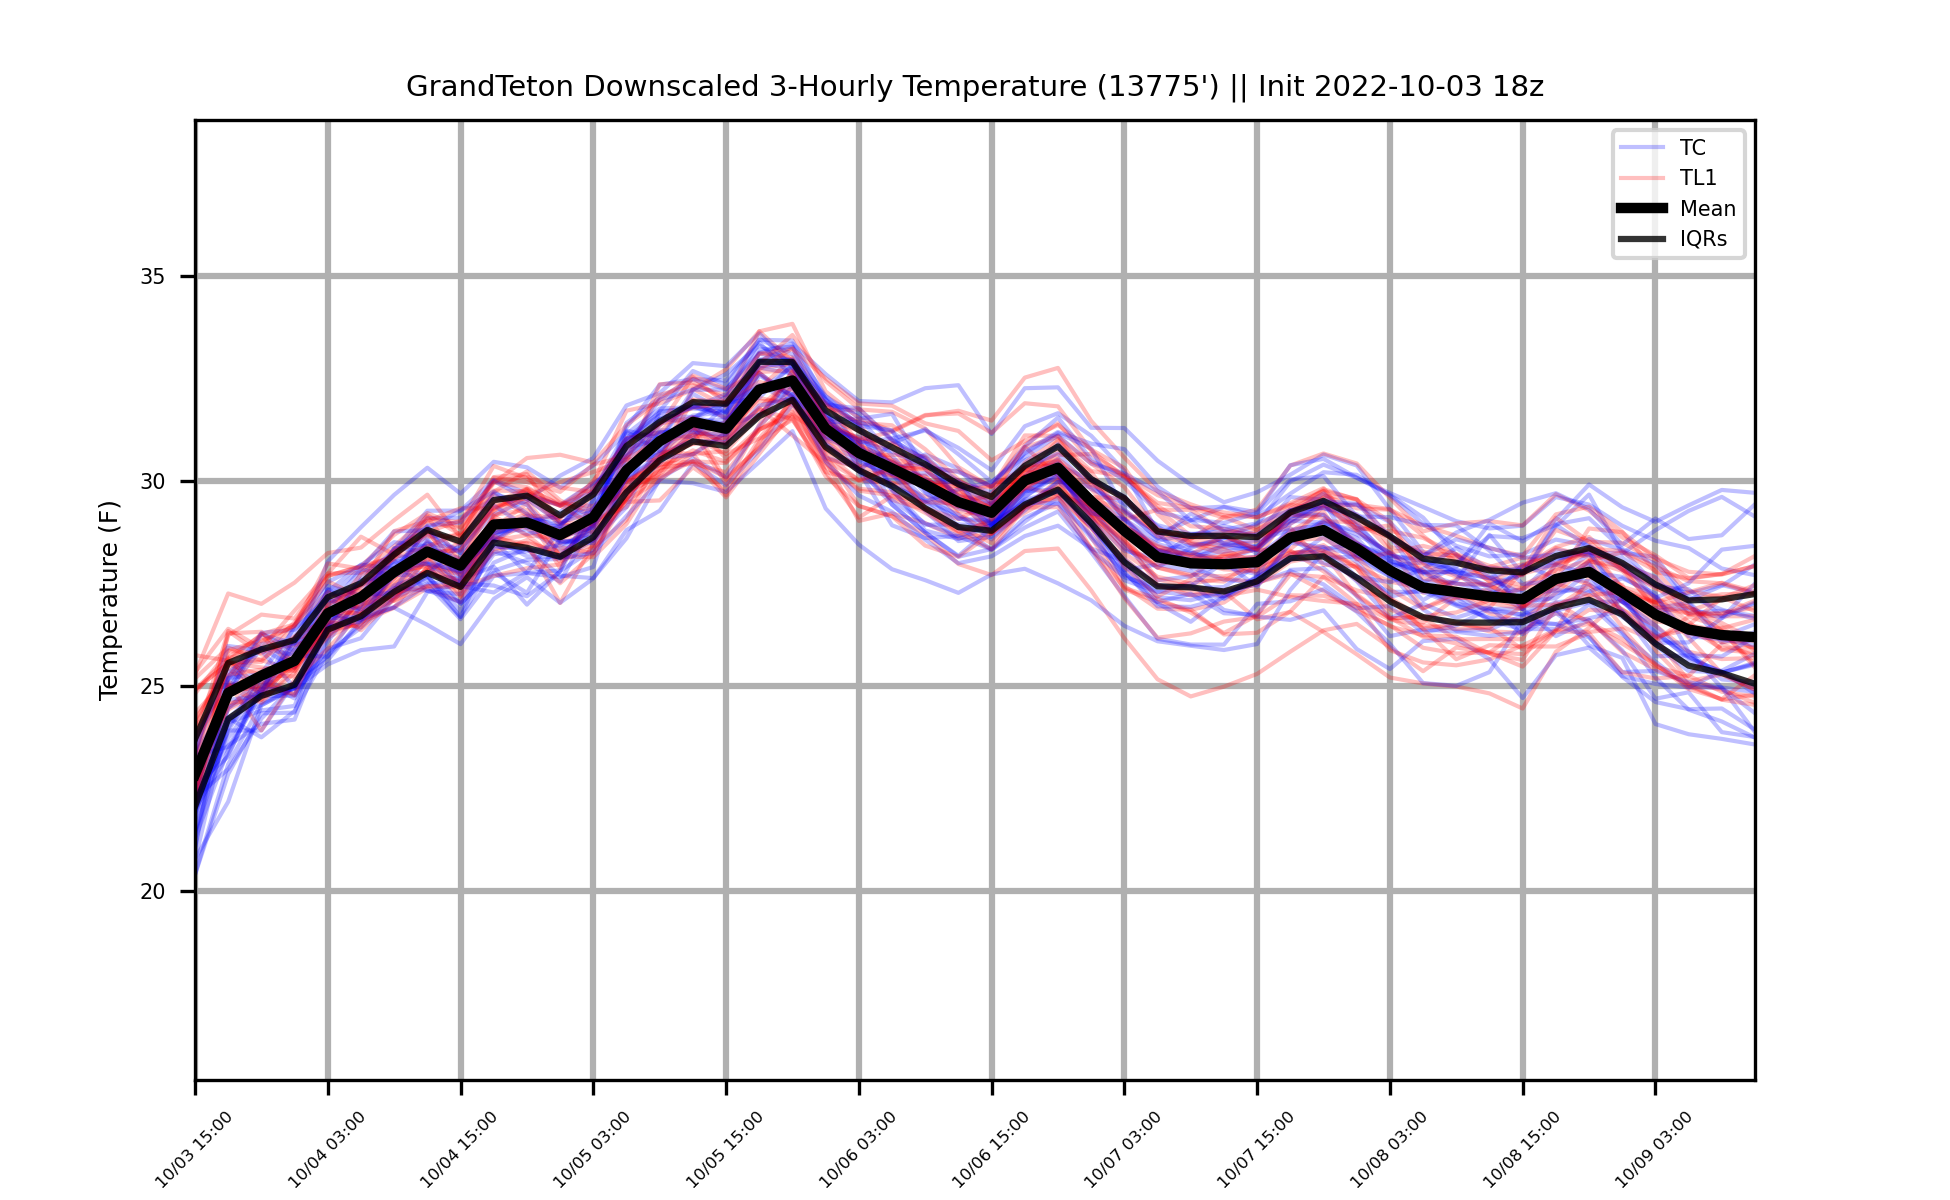 GrandTeton Downscaled 3-Hourly Temperature (13775') || Init 2022-10-03 18z
TC
TL1
Mean
IQRs
Temperature (F)
35
30
25
20
10/03 15:00
10/04 03:00
10/04 15:00
10/05 03:00
10/05 15:00
10/06 03:00
10/06 15:00
10/07 03:00
10/07 15:00
10/08 03:00
10/08 15:00
10/09 03:00